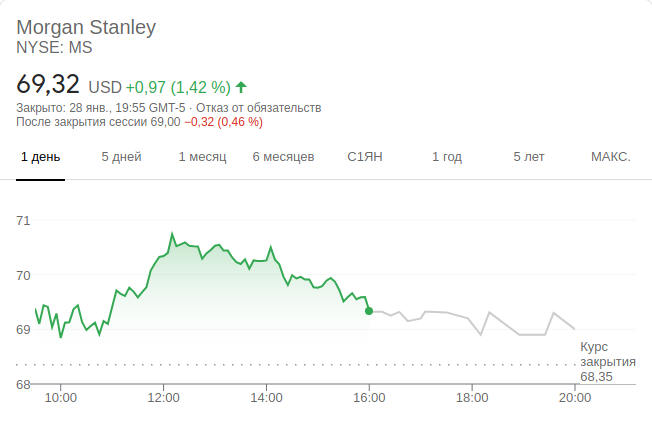 Morgan Stanley
NYSE: MS
69,32 USD +0,97 (1,42 %)
Закрыто: 28 янв., 19:55 GMT-5 · Отказ от обязательств
После закрытия сессии 69,00 −0,32 (0,46 %)
1 день 5 дней 1 месяц 6 месяцев С1ЯН 1 год 5 лет МАКС.
71
70
69
Курс
закрытия
68,35
68
10:00 12:00 14:00 16:00 18:00 20:00